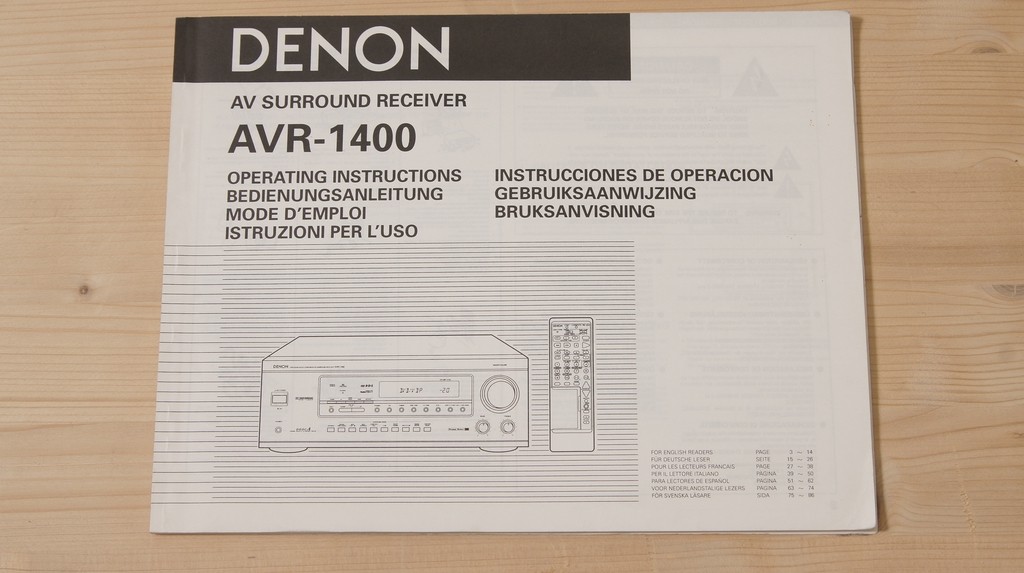 DENON
AV SURROUND RECEIVER
AVR-1400
OPERATING INSTRUCTIONS
BEDIENUNGSANLEITUNG
MODE D'EMPLOI
ISTRUZIONI PER L'USO
INSTRUCCIONES DE OPERACION
GEBRUIKSAANWIJZING
BRUKSANVISNING
DENON
DENON
FOR ENGLISH READERS PAGE 3 ~ 14
FÜR DEUTSCHE LESER SEITE 15 ~ 26
POUR LES LECTEURS FRANCAIS PAGE 27 ~ 38
PER IL LETTORE ITALIANO PAGINA 39 ~ 50
PARA LECTORES DE ESPAÑOL PAGINA 51 ~ 62
VOOR NEDERLANDSTALIGE LEZERS PAGINA 63 ~ 74
FÖR SVENSKA LÄSARE SIDA 75 ~ 86